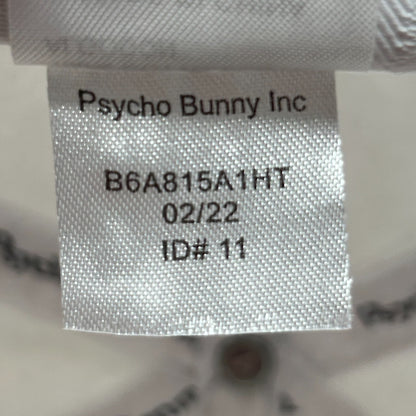 Psycho Bunny Inc
B6A815A1HT
02/22
ID# 11